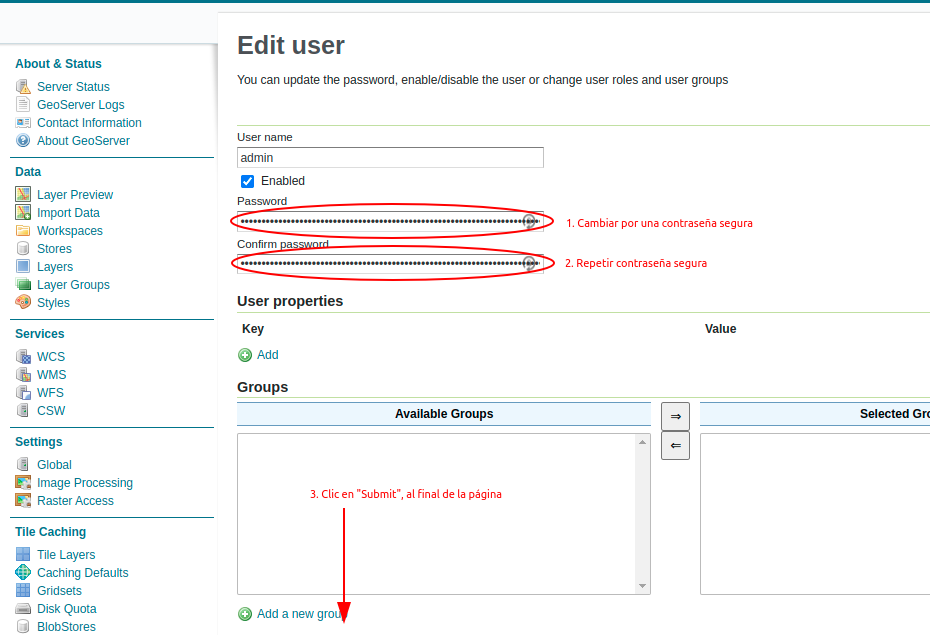 About & Status
Server Status
GeoServer Logs
Contact Information
About GeoServer
Data
Layer Preview
Import Data
Workspaces
Stores
Layers
Layer Groups
Styles
Services
WCS
WMS
WFS
CSW
Settings
Global
Image Processing
Raster Access
Tile Caching
Tile Layers
Caching Defaults
Gridsets
Disk Quota
BlobStores
Edit user
You can update the password, enable/disable the user or change user roles and user groups
User name
admin
Enabled
Password
1. Cambiar por una contraseña segura
Confirm password
2. Repetir contraseña segura
User properties
Key Value
Add
Groups
Available Groups ⇒ Selected Gro
⇐
3. Clic en "Submit", al final de la página
Add a new grou